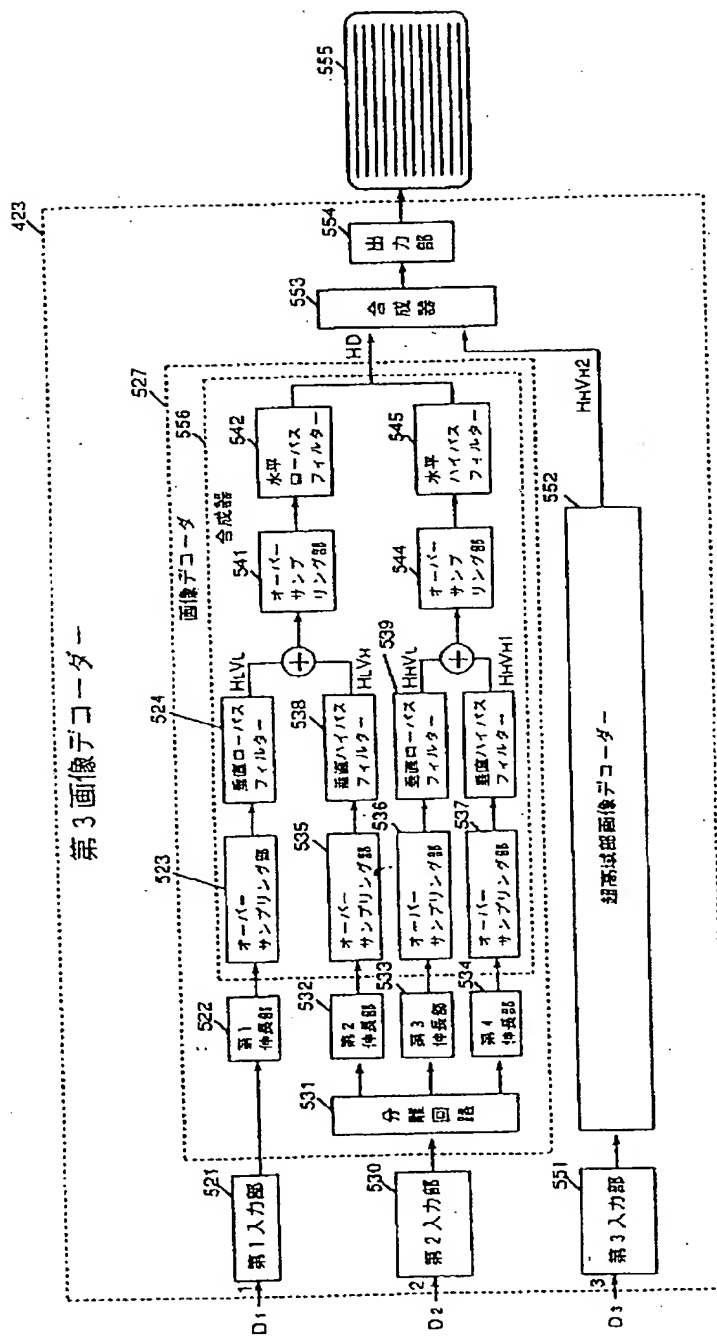 第3画像デコーダー
423
527
画像デコーダ
556
合成器
D1
1
521
第1入力部
522
第1
伸長部
523
オーバー
サンプリング部
524
垂直ローパス
フィルター
HLVL
541
オーバー
サンプ
リング部
542
水平
ローパス
フィルター
D2
2
530
第2入力部
531
分離回路
532
第2
伸長部
535
オーバー
サンプリング部
538
垂直ハイパス
フィルター
HLVH
533
第3
伸長部
536
オーバー
サンプリング部
539
垂直ローパス
フィルター
HHVL
534
第4
伸長部
537
オーバー
サンプリング部
垂直ハイパス
フィルター
HHVH1
544
オーバー
サンプ
リング部
545
水平
ハイパス
フィルター
HD
553
合成器
554
出力部
555
D3
3
551
第3入力部
552
超高域部画像デコーダー
HHVH2